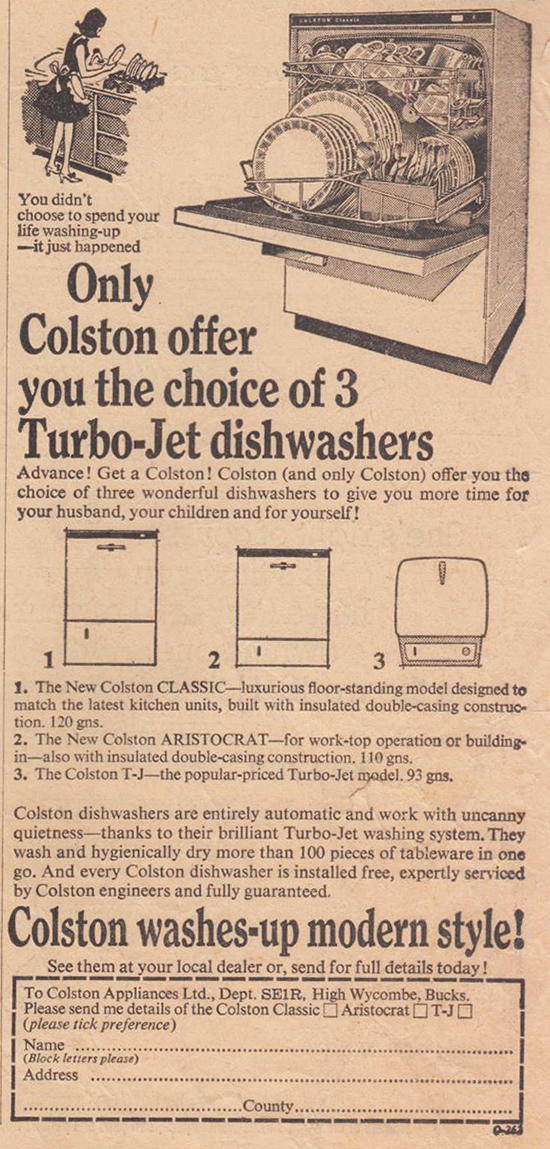 COLSTON CLASSIC
You didn't
choose to spend your
life washing-up
—it just happened
Only
Colston offer
you the choice of 3
Turbo-Jet dishwashers
Advance! Get a Colston! Colston (and only Colston) offer you the
choice of three wonderful dishwashers to give you more time for
your husband, your children and for yourself!
1
2
3
1. The New Colston CLASSIC—luxurious floor-standing model designed to
match the latest kitchen units, built with insulated double-casing construc-
tion. 120 gns.
2. The New Colston ARISTOCRAT—for work-top operation or building-
in—also with insulated double-casing construction. 110 gns.
3. The Colston T-J—the popular-priced Turbo-Jet model. 93 gns.
Colston dishwashers are entirely automatic and work with uncanny
quietness—thanks to their brilliant Turbo-Jet washing system. They
wash and hygienically dry more than 100 pieces of tableware in one
go. And every Colston dishwasher is installed free, expertly serviced
by Colston engineers and fully guaranteed.
Colston washes-up modern style!
See them at your local dealer or, send for full details today!
To Colston Appliances Ltd., Dept. SE1R, High Wycombe, Bucks.
Please send me details of the Colston Classic □ Aristocrat □ T-J □
(please tick preference)
Name
(Block letters please)
Address
County